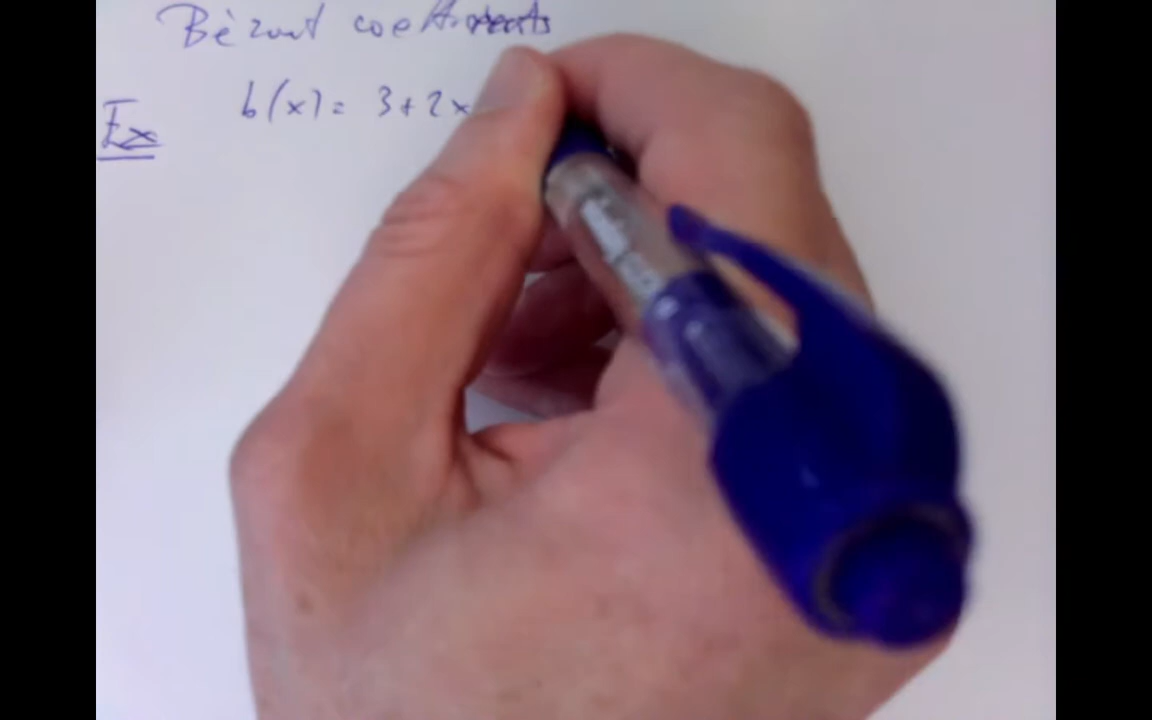 Bèzout coefficients
Ex b(x) = 3+2x